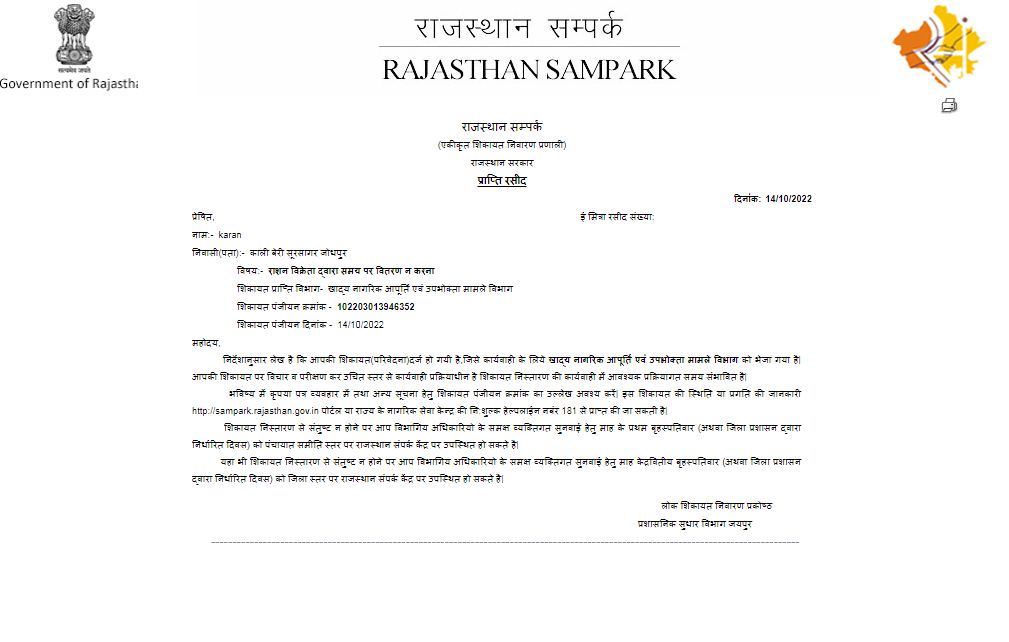 राजस्थान सम्पर्क
RAJASTHAN SAMPARK
सत्यमेव जयते
Government of Rajastha
राजस्थान सम्पर्क
(एकीकृत शिकायत निवारण प्रणाली)
राजस्थान सरकार
प्राप्ति रसीद
दिनांक: 14/10/2022
प्रेषित, ई मित्रा रसीद संख्या:
नाम:- karan
निवासी(पता):- काली बेरी सूरसागर जोधपुर
विषय:- राशन विक्रेता द्वारा समय पर वितरण न करना
शिकायत प्राप्ति विभाग- खाद्य नागरिक आपूर्ति एवं उपभोक्ता मामले विभाग
शिकायत पंजीयन क्रमांक - 102203013946352
शिकायत पंजीयन दिनांक - 14/10/2022
महोदय,
निर्देशानुसार लेख है कि आपकी शिकायत(परिवेदना)दर्ज हो गयी है,जिसे कार्यवाही के लिये खाद्य नागरिक आपूर्ति एवं उपभोक्ता मामले विभाग को भेजा गया है|
आपकी शिकायत पर विचार व परीक्षण कर उचित स्तर से कार्यवाही प्रक्रियाधीन है शिकायत निस्तारण की कार्यवाही में आवश्यक प्रक्रियागत समय संभावित है|
भविष्य में कृपया पत्र व्यवहार में तथा अन्य सूचना हेतु शिकायत पंजीयन क्रमांक का उल्लेख अवश्य करें| इस शिकायत की स्थिति या प्रगति की जानकारी
http://sampark.rajasthan.gov.in पोर्टल या राज्य के नागरिक सेवा केन्द्र की नि:शुल्क हेल्पलाईन नबंर 181 से प्राप्त की जा सकती है|
शिकायत निस्तारण से संतुष्ट न होने पर आप विभागिय अधिकारियो के समक्ष व्यक्तिगत सुनवाई हेतु माह के प्रथम बृहस्पतिवार (अथवा जिला प्रशासन द्वारा
निर्धारित दिवस) को पंचायत समीति स्तर पर राजस्थान संपर्क केंद्र पर उपस्थित हो सकते है|
यहा भी शिकायत निस्तारण से संतुष्ट न होने पर आप विभागिय अधिकारियो के समक्ष व्यक्तिगत सुनवाई हेतु माह केद्रवितीय बृहस्पतिवार (अथवा जिला प्रशासन
द्वारा निर्धारित दिवस) को जिला स्तर पर राजस्थान संपर्क केंद्र पर उपस्थित हो सकते है|
लोक शिकायत निवारण प्रकोष्ठ
प्रशासनिक सुधार विभाग जयपुर